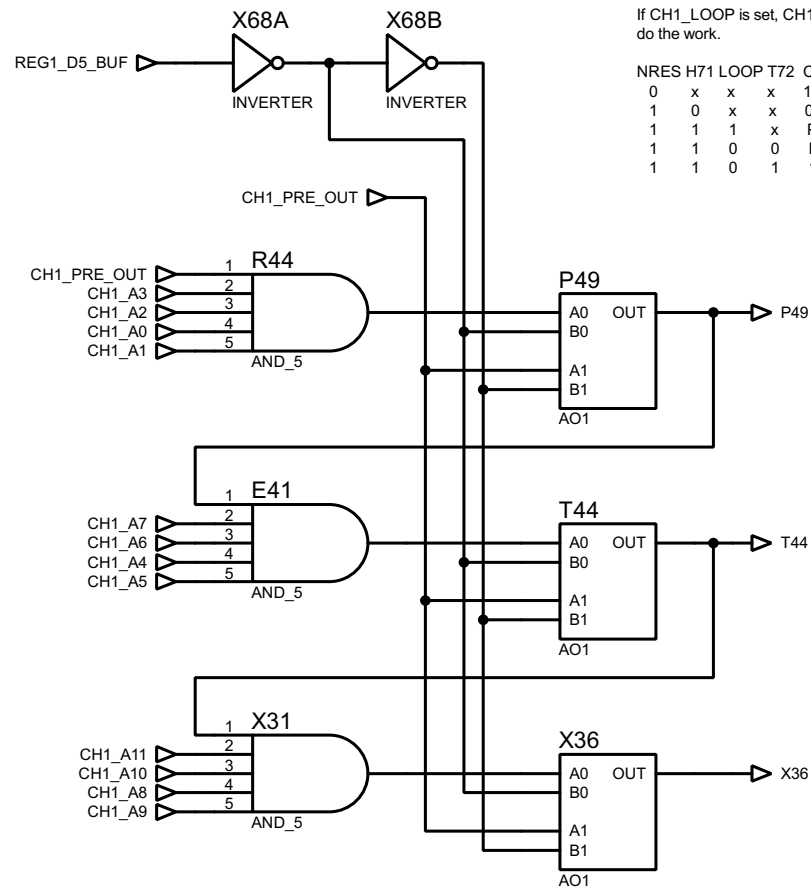 X68A
X68B
If CH1_LOOP is set, CH1
do the work.
REG1_D5_BUF
INVERTER
INVERTER
NRES H71 LOOP T72
0 x x x 1
1 0 x x
1 1 1 x
1 1 0 0
1 1 0 1
CH1_PRE_OUT
R44
CH1_PRE_OUT 1
CH1_A3 2
CH1_A2 3
CH1_A0 4
CH1_A1 5
AND_5
P49
A0 OUT
B0
A1
B1
AO1
P49
E41
1
CH1_A7 2
CH1_A6 3
CH1_A4 4
CH1_A5 5
AND_5
T44
A0 OUT
B0
A1
B1
AO1
T44
X31
1
CH1_A11 2
CH1_A10 3
CH1_A8 4
CH1_A9 5
AND_5
X36
A0 OUT
B0
A1
B1
AO1
X36